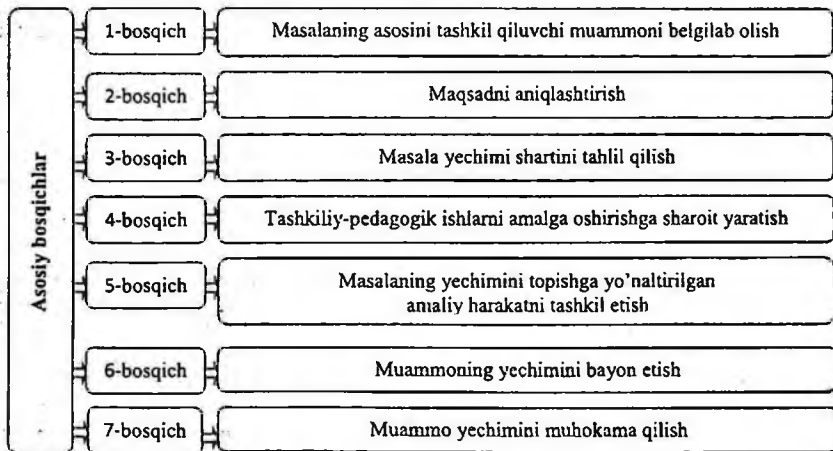 Asosiy bosqichlar
1-bosqich
Masalaning asosini tashkil qiluvchi muammoni belgilab olish
2-bosqich
Maqsadni aniqlashtirish
3-bosqich
Masala yechimi shartini tahlil qilish
4-bosqich
Tashkiliy-pedagogik ishlarni amalga oshirishga sharoit yaratish
5-bosqich
Masalaning yechimini topishga yo'naltirilgan
amaliy harakatni tashkil etish
6-bosqich
Muammoning yechimini bayon etish
7-bosqich
Muammo yechimini muhokama qilish